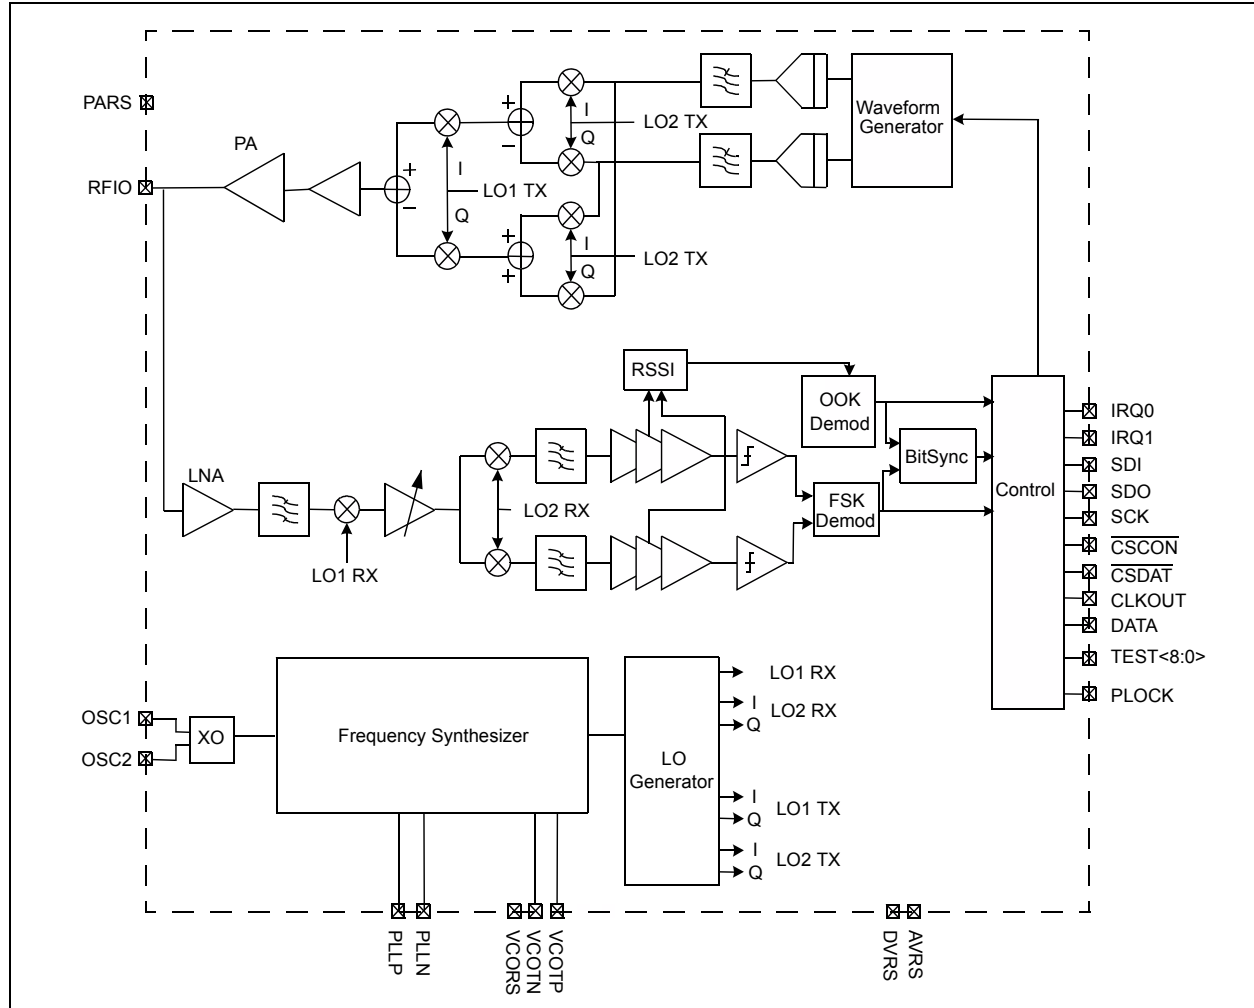 PARS
RFIO
PA
+
−
I
Q
LO1 TX
+
−
I
Q
LO2 TX
+
+
I
Q
LO2 TX
Waveform
Generator
RSSI
OOK
Demod
BitSync
FSK
Demod
Control
LNA
LO1 RX
LO2 RX
IRQ0
IRQ1
SDI
SDO
SCK
CSCON
CSDAT
CLKOUT
DATA
TEST<8:0>
PLOCK
OSC1
OSC2
XO
Frequency Synthesizer
LO
Generator
LO1 RX
I
Q
LO2 RX
I
Q
LO1 TX
I
Q
LO2 TX
PLLP
PLLN
VCORS
VCOTN
VCOTP
DVRS
AVRS